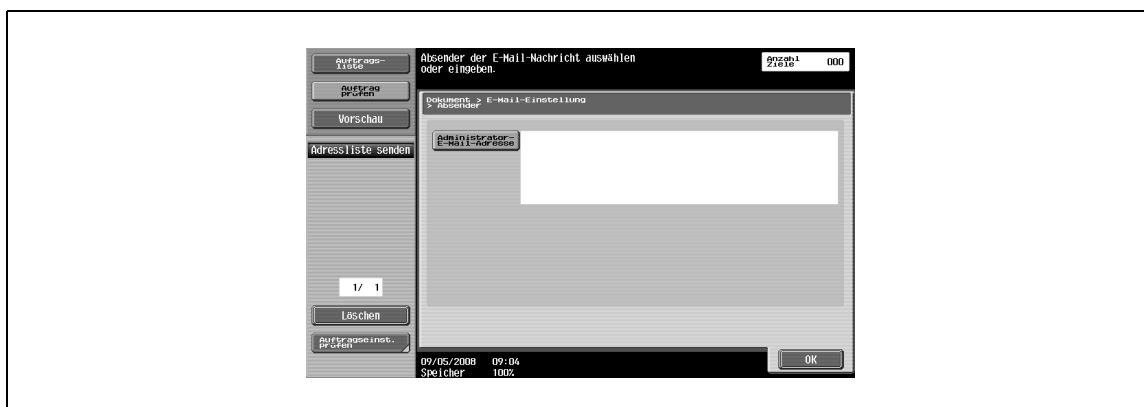 Auftrags-
liste
Auftrag
prüfen
Vorschau
Adressliste senden
1/ 1
Löschen
Auftragseinst.
prüfen
Absender der E-Mail-Nachricht auswählen
oder eingeben.
Anzahl
Ziele
000
Dokument > E-Mail-Einstellung
> Absender
Administrator-
E-Mail-Adresse
09/05/2008 09:04
Speicher 100%
OK